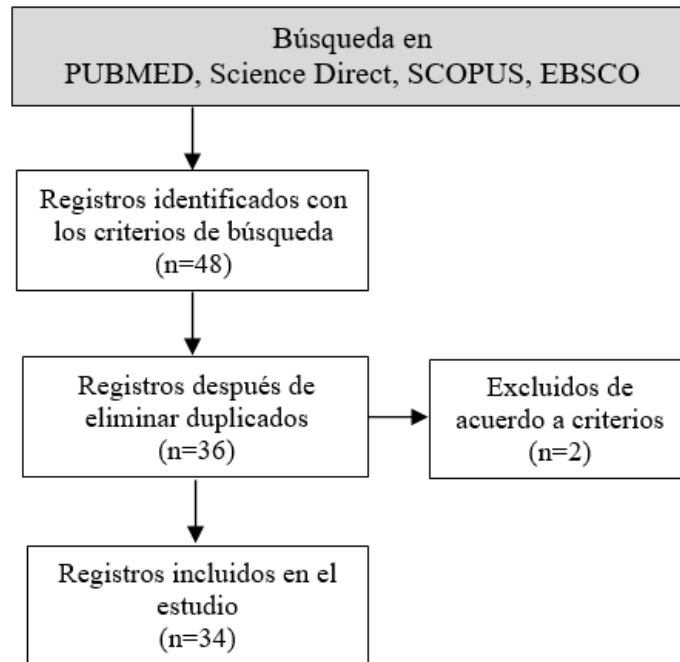 Búsqueda en
PUBMED, Science Direct, SCOPUS, EBSCO
Registros identificados con
los criterios de búsqueda
(n=48)
Registros después de
eliminar duplicados
(n=36)
Excluidos de
acuerdo a criterios
(n=2)
Registros incluidos en el
estudio
(n=34)